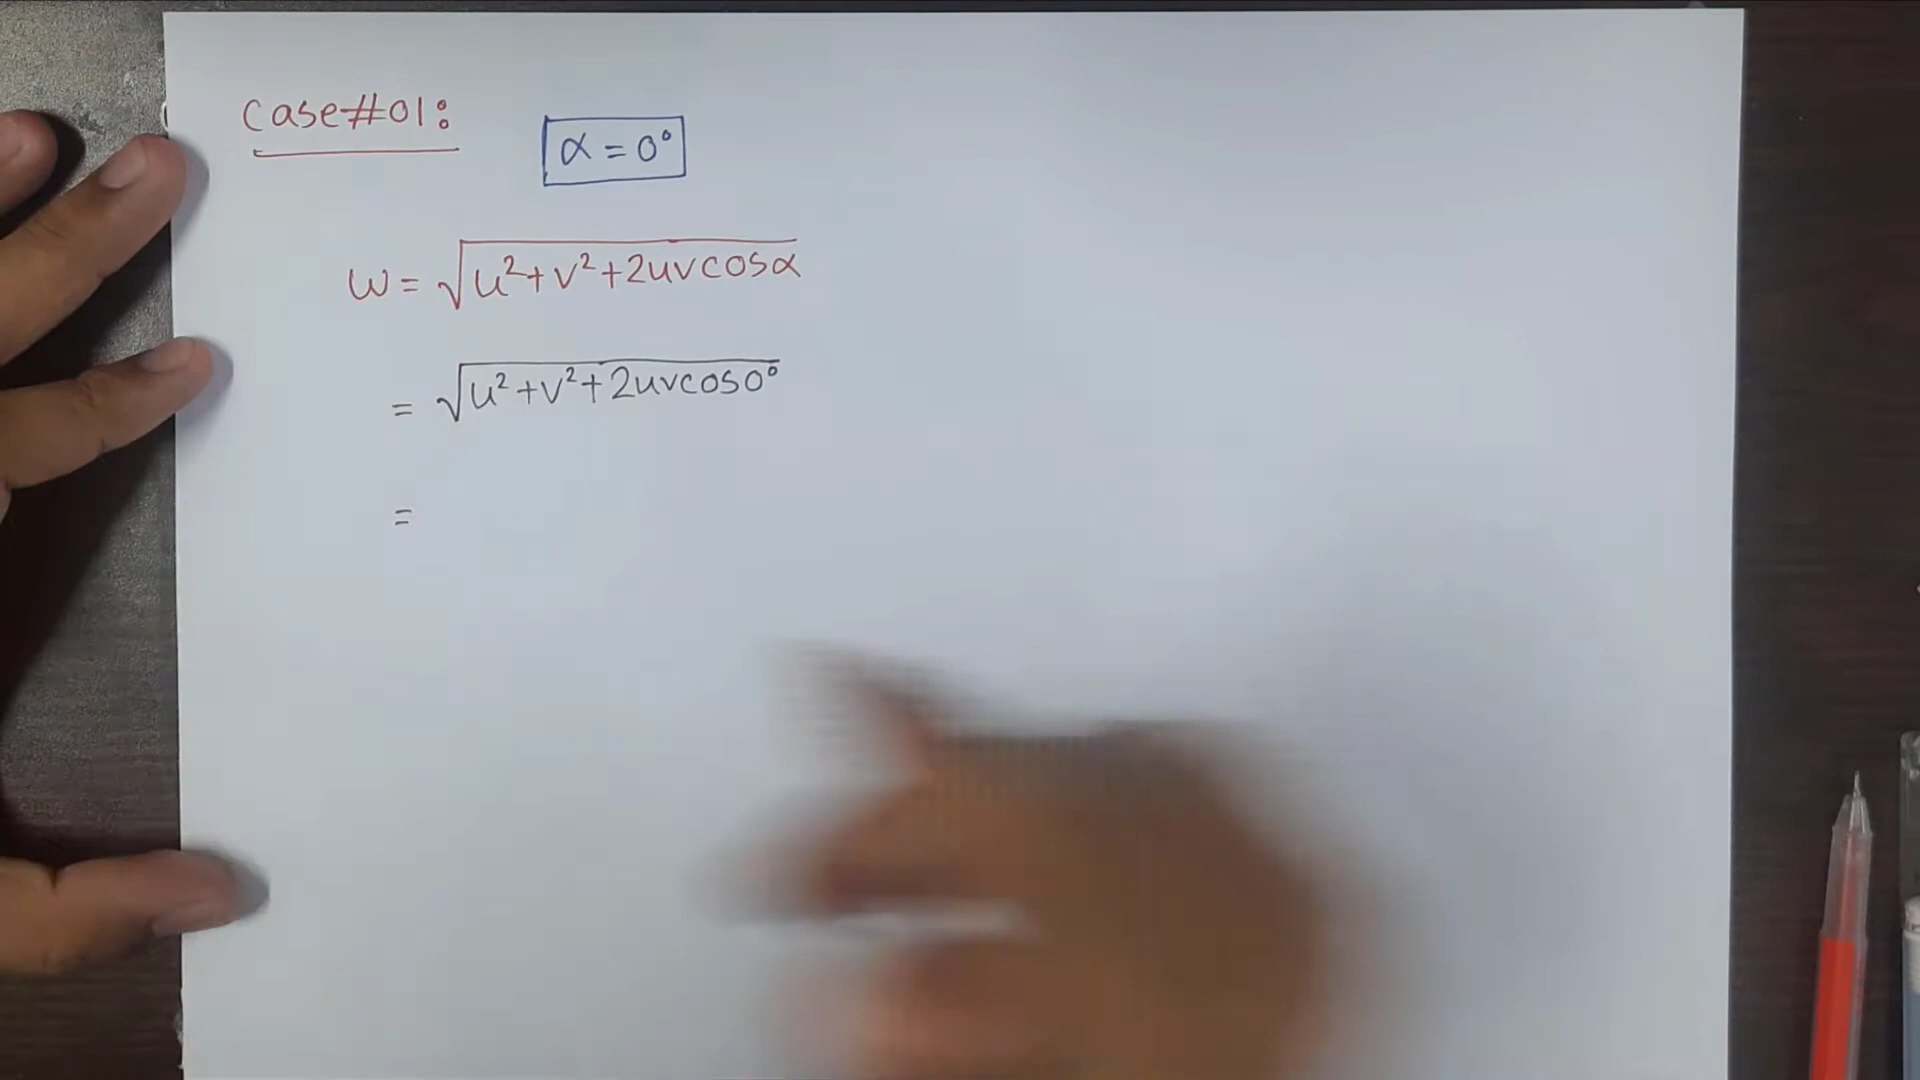 Case#01:
α = 0°
w = √u²+v²+2uvcosα
= √u²+v²+2uvcos0°
=